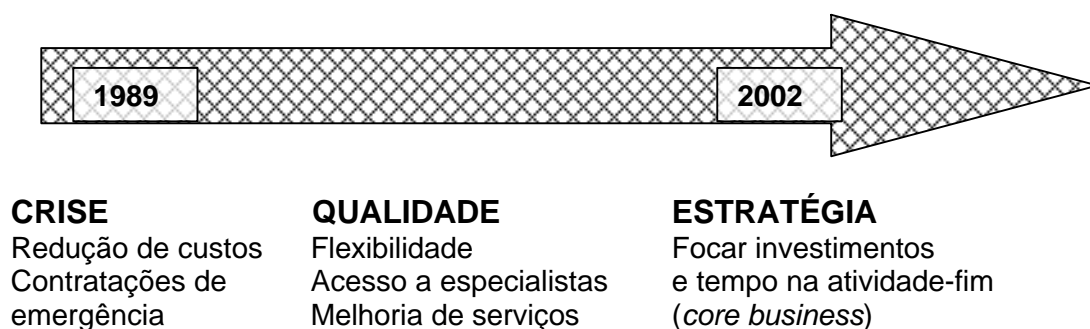 1989
2002
CRISE
Redução de custos
Contratações de
emergência
QUALIDADE
Flexibilidade
Acesso a especialistas
Melhoria de serviços
ESTRATÉGIA
Focar investimentos
e tempo na atividade-fim
(core business)